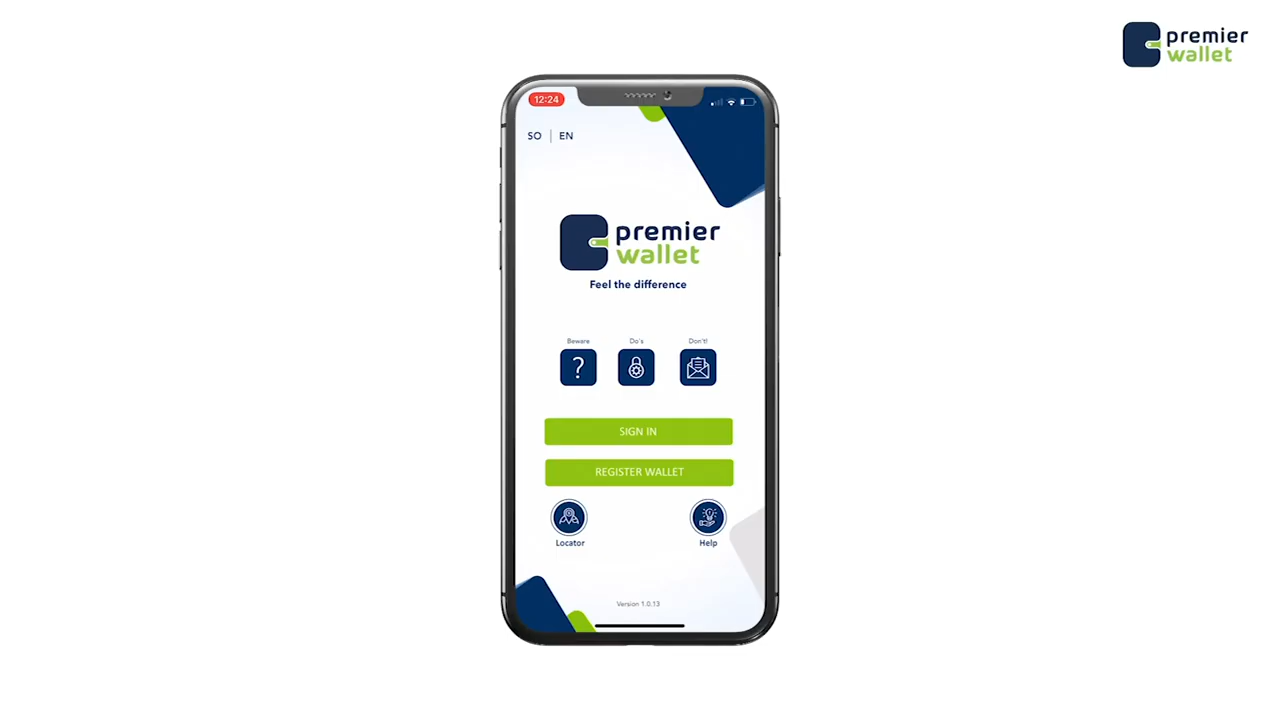 premier
wallet
12:24
SO | EN
premier
wallet
Feel the difference
Beware
Do's
Don't!
?
SIGN IN
REGISTER WALLET
Locator
Help
Version 1.0.13